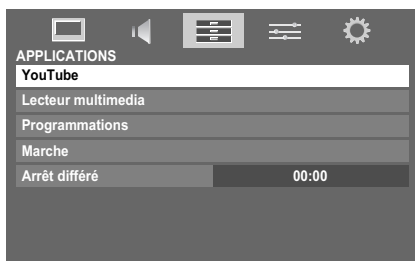 APPLICATIONS
YouTube
Lecteur multimedia
Programmations
Marche
Arrêt différé 00:00